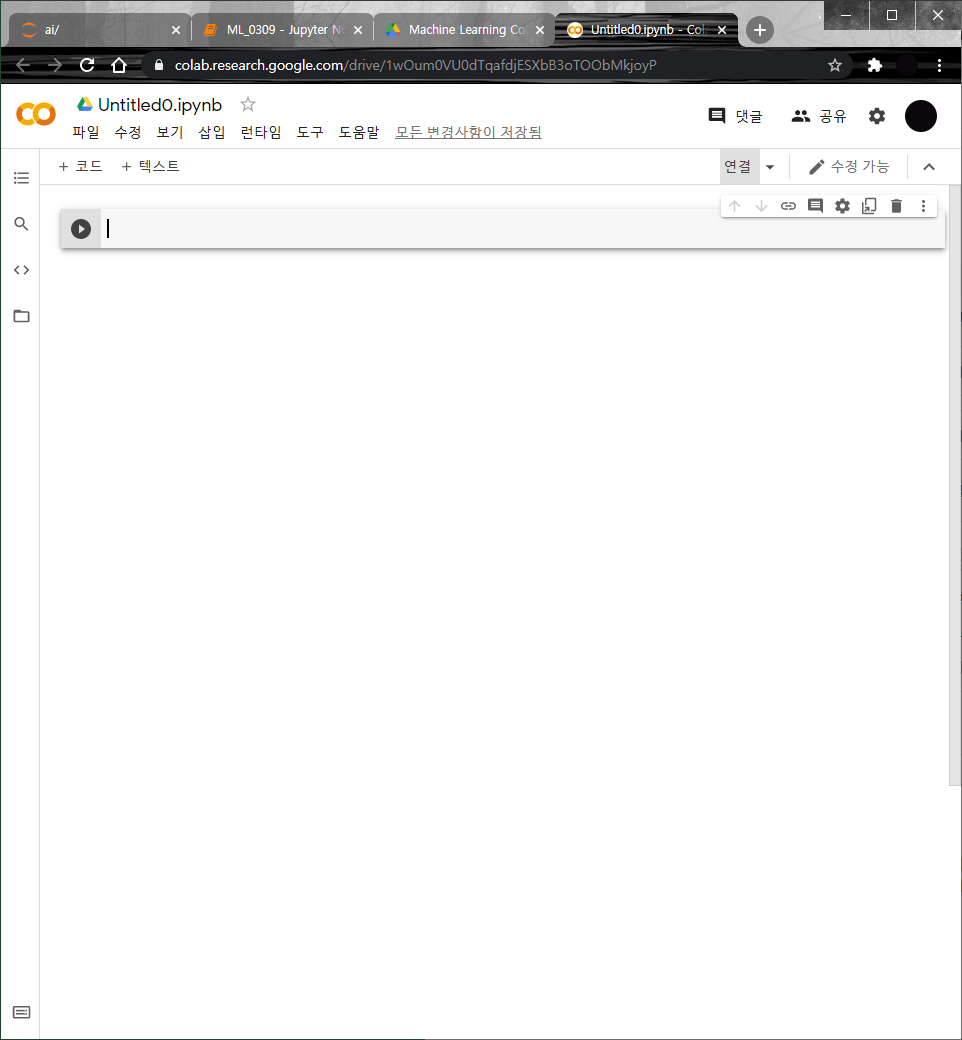 ai/
ML_0309 - Jupyter N
Machine Learning Co
Untitled0.ipynb - Col
colab.research.google.com/drive/1wOum0VU0dTqafdjESXbB3oTOObMkjoyP
CO
Untitled0.ipynb
댓글
공유
파일 수정 보기 삽입 런타임 도구 도움말 모든 변경사항이 저장됨
+ 코드 + 텍스트
연결
수정 가능